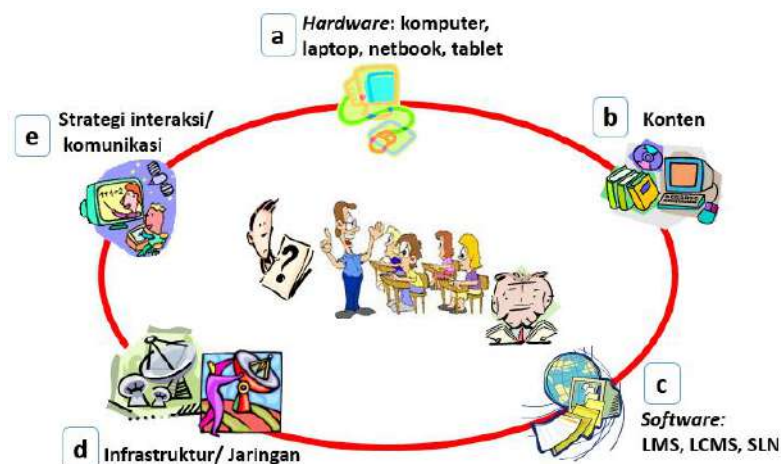 a
Hardware: komputer,
laptop, netbook, tablet
b
Konten
c
Software:
LMS, LCMS, SLN
d
Infrastruktur/ Jaringan
e
Strategi interaksi/
komunikasi
?